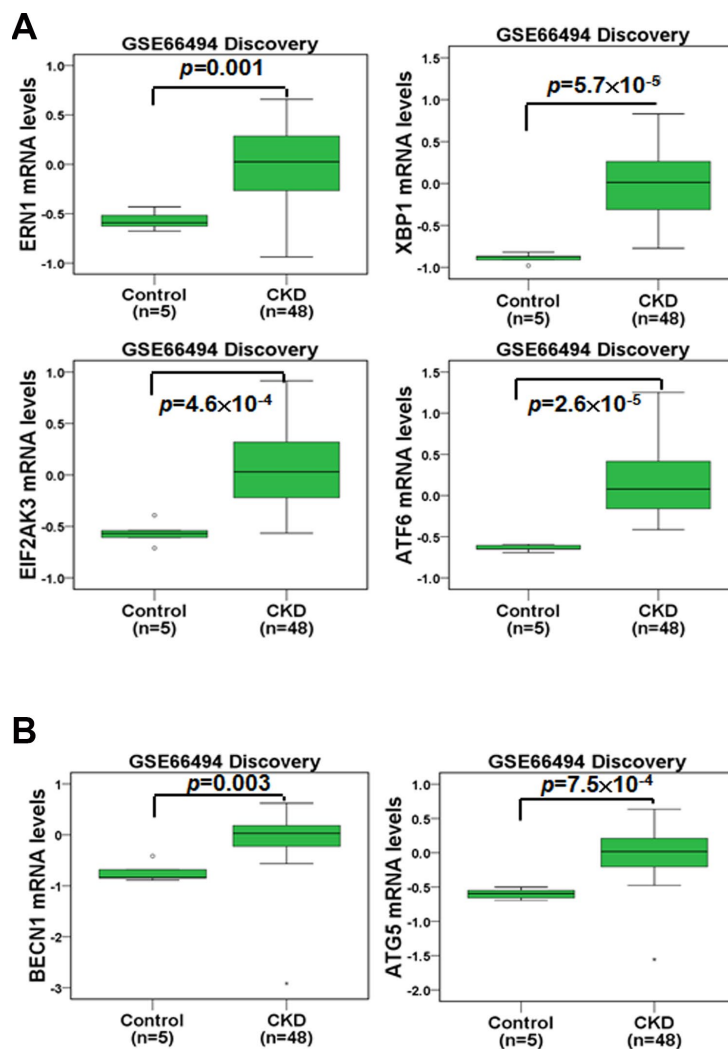 A
GSE66494 Discovery
p=0.001
ERN1 mRNA levels
1.0
0.5
0.0
-0.5
-1.0
Control
(n=5)
CKD
(n=48)
GSE66494 Discovery
p=5.7×10-5
XBP1 mRNA levels
1.5
1.0
0.5
0.0
-0.5
-1.0
Control
(n=5)
CKD
(n=48)
GSE66494 Discovery
p=4.6×10-4
EIF2AK3 mRNA levels
1.0
0.5
0.0
-0.5
-1.0
Control
(n=5)
CKD
(n=48)
GSE66494 Discovery
p=2.6×10-5
ATF6 mRNA levels
1.5
1.0
0.5
0.0
-0.5
-1.0
Control
(n=5)
CKD
(n=48)
B
GSE66494 Discovery
p=0.003
BECN1 mRNA levels
1
0
-1
-2
-3
Control
(n=5)
CKD
(n=48)
GSE66494 Discovery
p=7.5×10-4
ATG5 mRNA levels
1.0
0.5
0.0
-0.5
-1.0
-1.5
-2.0
Control
(n=5)
CKD
(n=48)